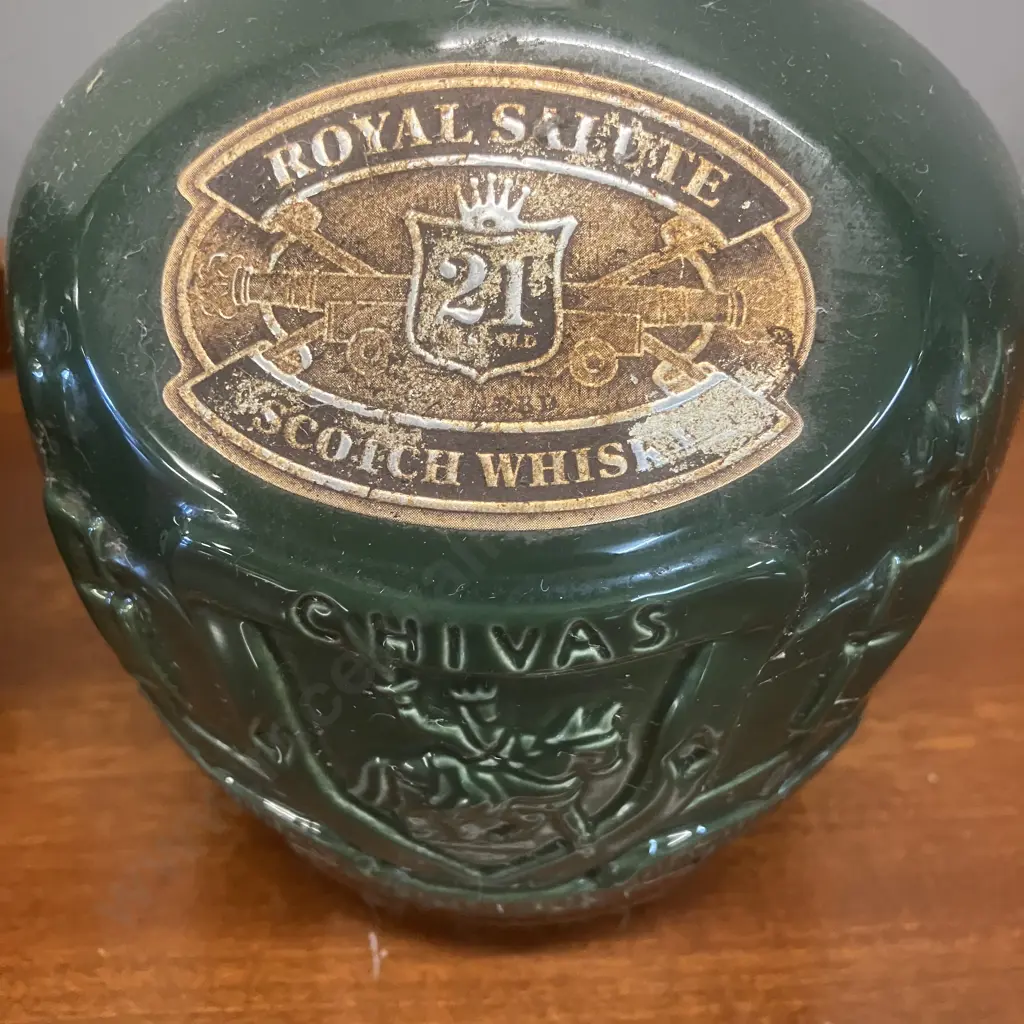 ROYAL SALUTE
21
SCOTCH WHISKY
CHIVAS